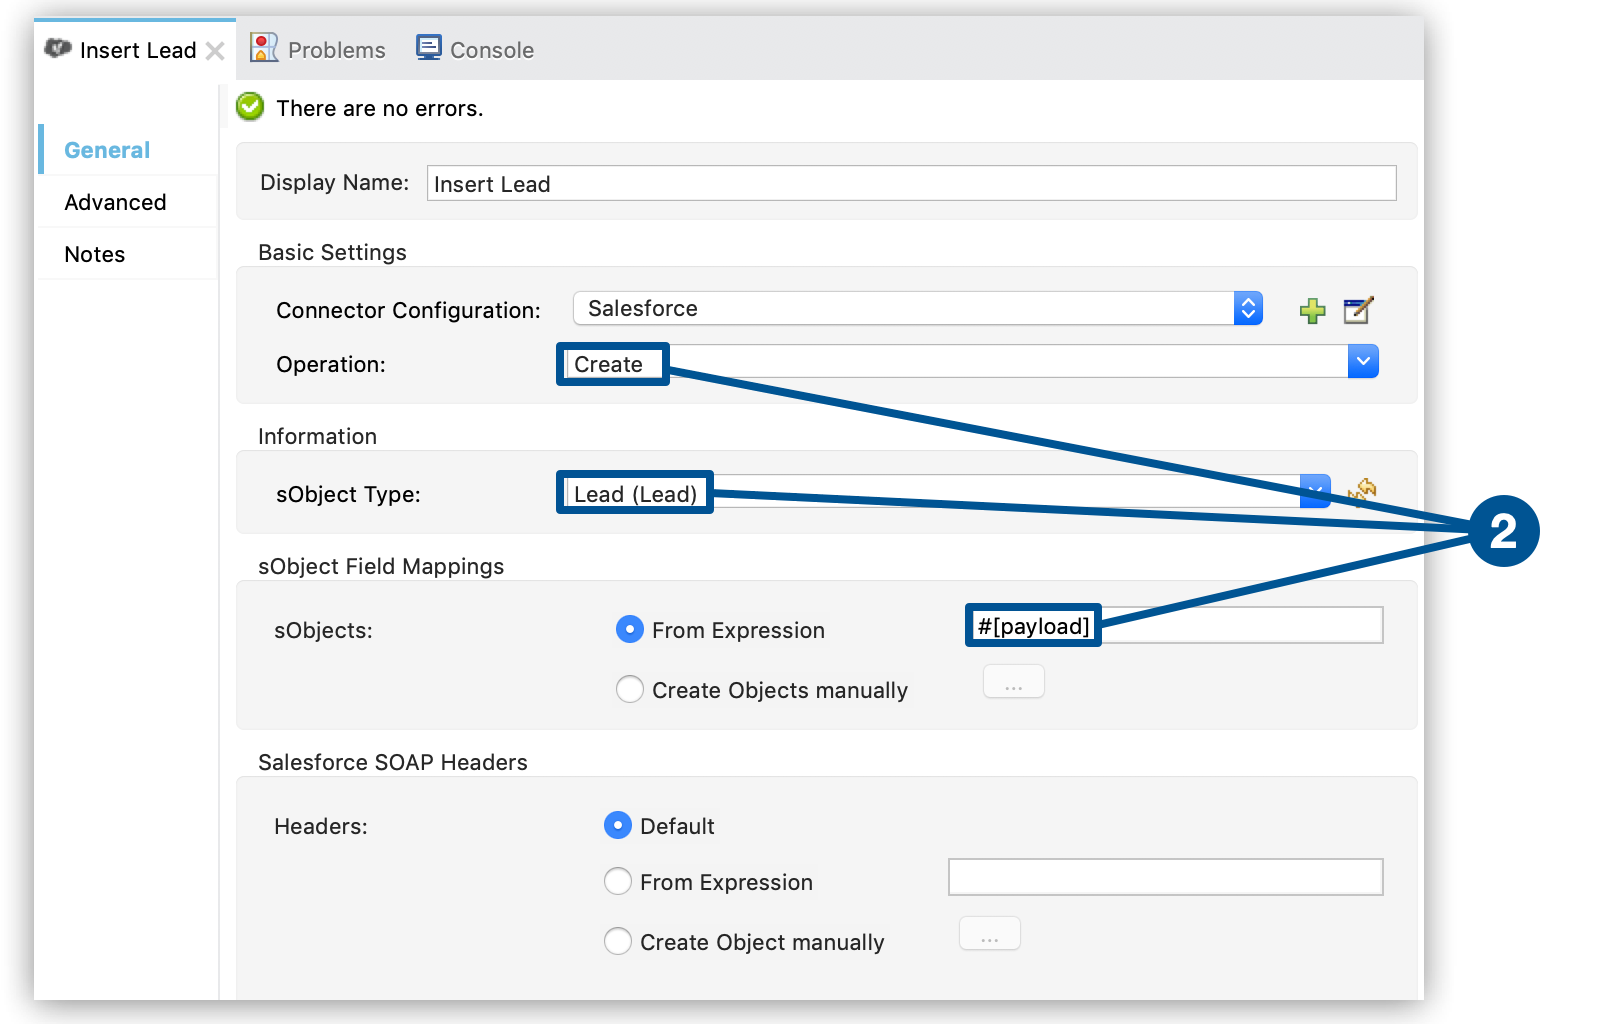 Insert Lead
Problems
Console
There are no errors.
General
Advanced
Notes
Display Name: Insert Lead
Basic Settings
Connector Configuration: Salesforce
Operation: Create
Information
sObject Type: Lead (Lead)
2
sObject Field Mappings
sObjects: From Expression #[payload]
Create Objects manually ...
Salesforce SOAP Headers
Headers: Default
From Expression
Create Object manually ...